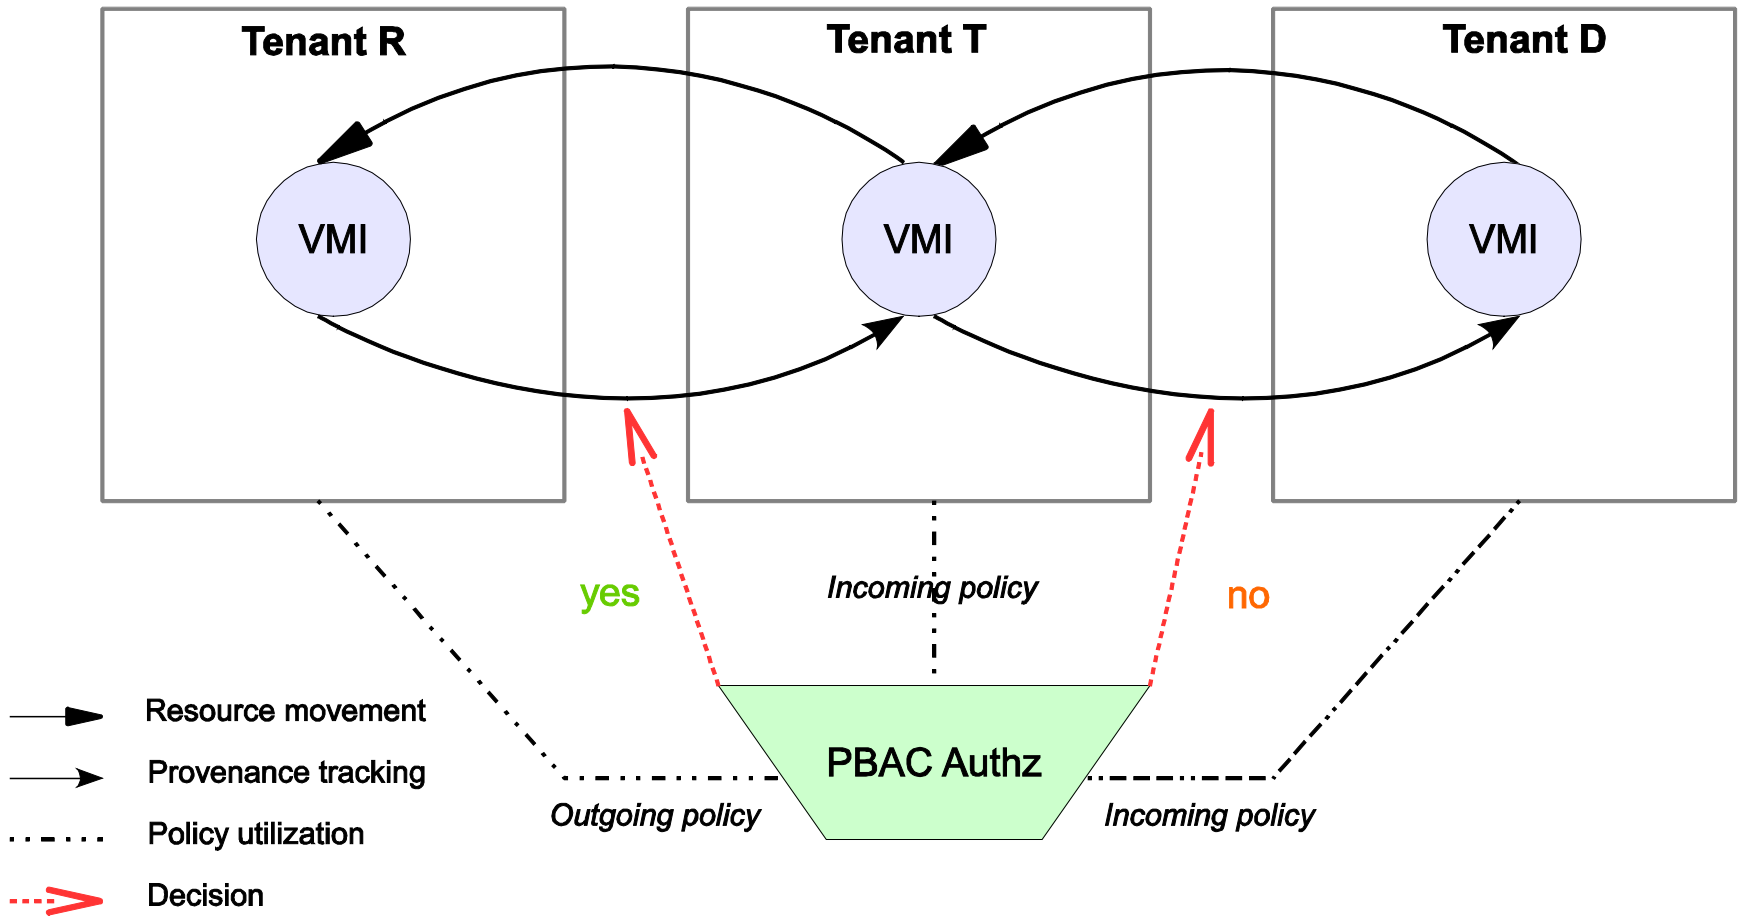 Tenant R
Tenant T
Tenant D
VMI
VMI
VMI
yes
Incoming policy
no
Resource movement
PBAC Authz
Provenance tracking
Outgoing policy
Incoming policy
Policy utilization
Decision